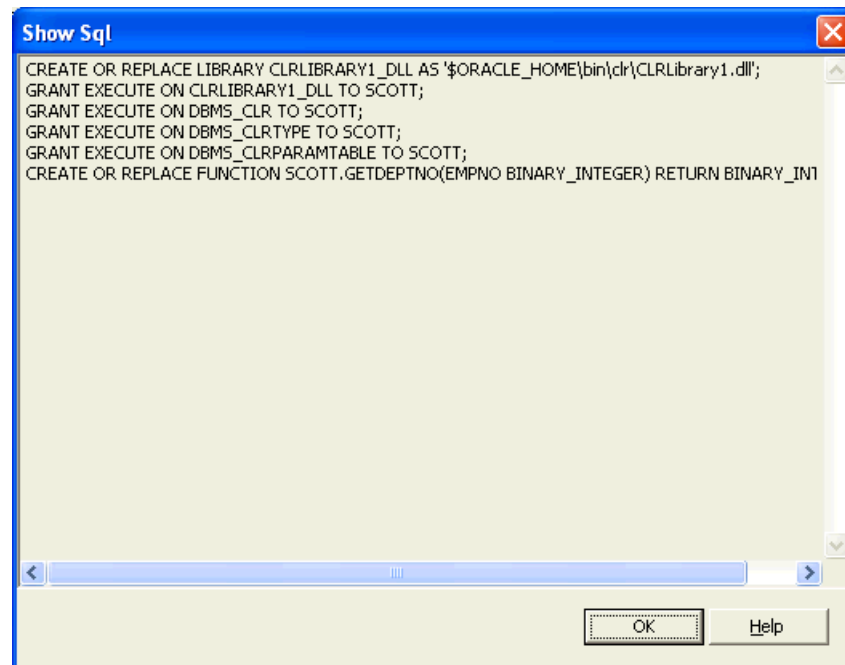 Show Sql
CREATE OR REPLACE LIBRARY CLRLIBRARY1_DLL AS '$ORACLE_HOME\bin\clr\CLRLibrary1.dll';
GRANT EXECUTE ON CLRLIBRARY1_DLL TO SCOTT;
GRANT EXECUTE ON DBMS_CLR TO SCOTT;
GRANT EXECUTE ON DBMS_CLRTYPE TO SCOTT;
GRANT EXECUTE ON DBMS_CLRPARAMTABLE TO SCOTT;
CREATE OR REPLACE FUNCTION SCOTT.GETDEPTNO(EMPNO BINARY_INTEGER) RETURN BINARY_INT
OK
Help